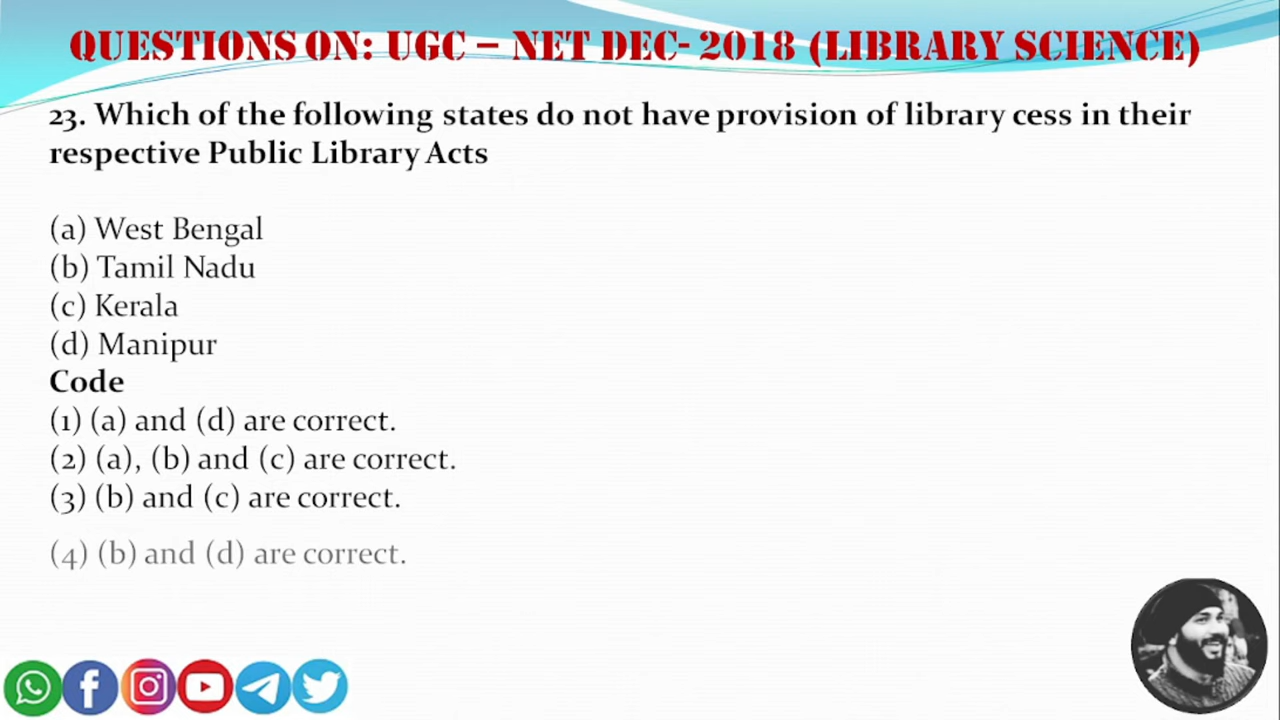 QUESTIONS ON: UGC – NET DEC- 2018 (LIBRARY SCIENCE)
23. Which of the following states do not have provision of library cess in their
respective Public Library Acts
(a) West Bengal
(b) Tamil Nadu
(c) Kerala
(d) Manipur
Code
(1) (a) and (d) are correct.
(2) (a), (b) and (c) are correct.
(3) (b) and (c) are correct.
(4) (b) and (d) are correct.